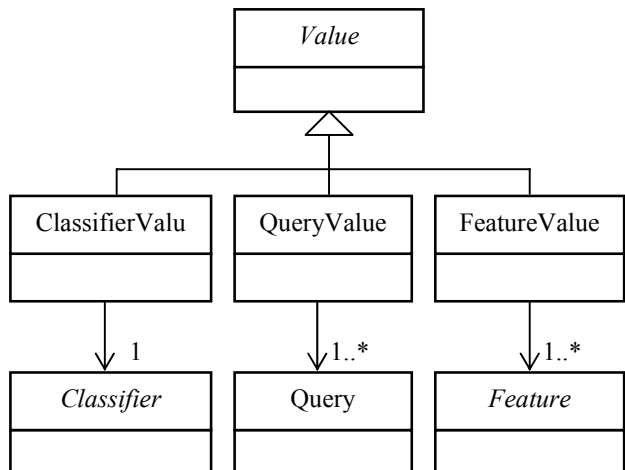 Value
ClassifierValu
QueryValue
FeatureValue
1
1..*
1..*
Classifier
Query
Feature